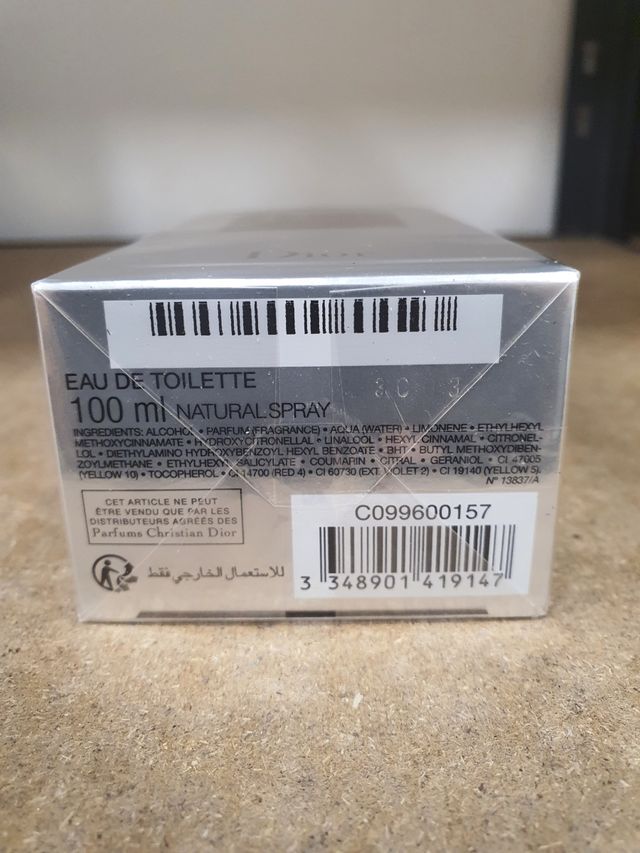 Dior
EAU DE TOILETTE
100 ml NATURAL SPRAY
INGREDIENTS: ALCOHOL • PARFUM (FRAGRANCE) • AQUA (WATER) • LIMONENE • ETHYLHEXYL
METHOXYCINNAMATE • HYDROXYCITRONELLAL • LINALOOL • HEXYL CINNAMAL • CITRONEL-
LOL • DIETHYLAMINO HYDROXYBENZOYL HEXYL BENZOATE • BHT • BUTYL METHOXYDIBEN-
ZOYLMETHANE • ETHYLHEXYL SALICYLATE • COUMARIN • CITRAL • GERANIOL • CI 47005
(YELLOW 10) • TOCOPHEROL • CI 14700 (RED 4) • CI 60730 (EXT. VIOLET 2) • CI 19140 (YELLOW 5).
N° 13837/A
CET ARTICLE NE PEUT
ÊTRE VENDU QUE PAR LES
DISTRIBUTEURS AGRÉÉS DES
Parfums Christian Dior
للاستعمال الخارجي فقط
C099600157
3 348901 419147